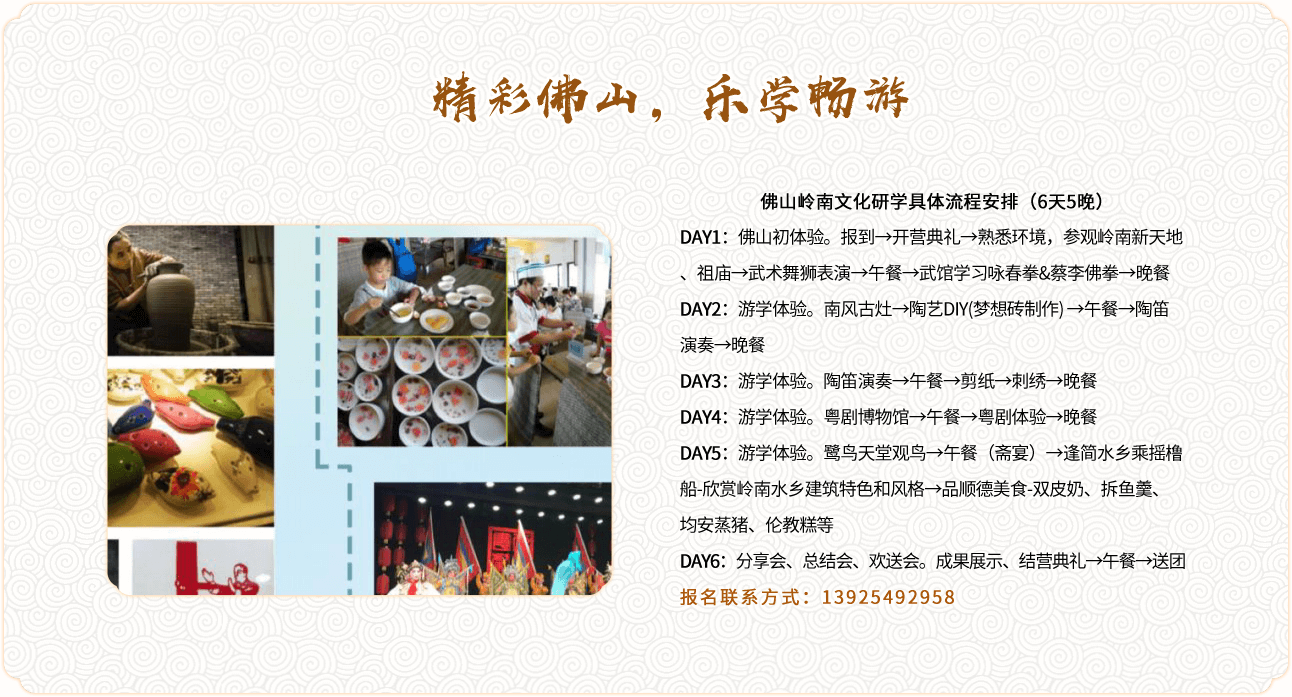 精彩佛山，乐学畅游
佛山岭南文化研学具体流程安排（6天5晚）
DAY1：佛山初体验。报到→开营典礼→熟悉环境，参观岭南新天地
、祖庙→武术舞狮表演→午餐→武馆学习咏春拳&蔡李佛拳→晚餐
DAY2：游学体验。南风古灶→陶艺DIY(梦想砖制作) →午餐→陶笛
演奏→晚餐
DAY3：游学体验。陶笛演奏→午餐→剪纸→刺绣→晚餐
DAY4：游学体验。粤剧博物馆→午餐→粤剧体验→晚餐
DAY5：游学体验。鹭鸟天堂观鸟→午餐（斋宴）→逢简水乡乘摇橹
船-欣赏岭南水乡建筑特色和风格→品顺德美食-双皮奶、拆鱼羹、
均安蒸猪、伦教糕等
DAY6：分享会、总结会、欢送会。成果展示、结营典礼→午餐→送团
报名联系方式：13925492958